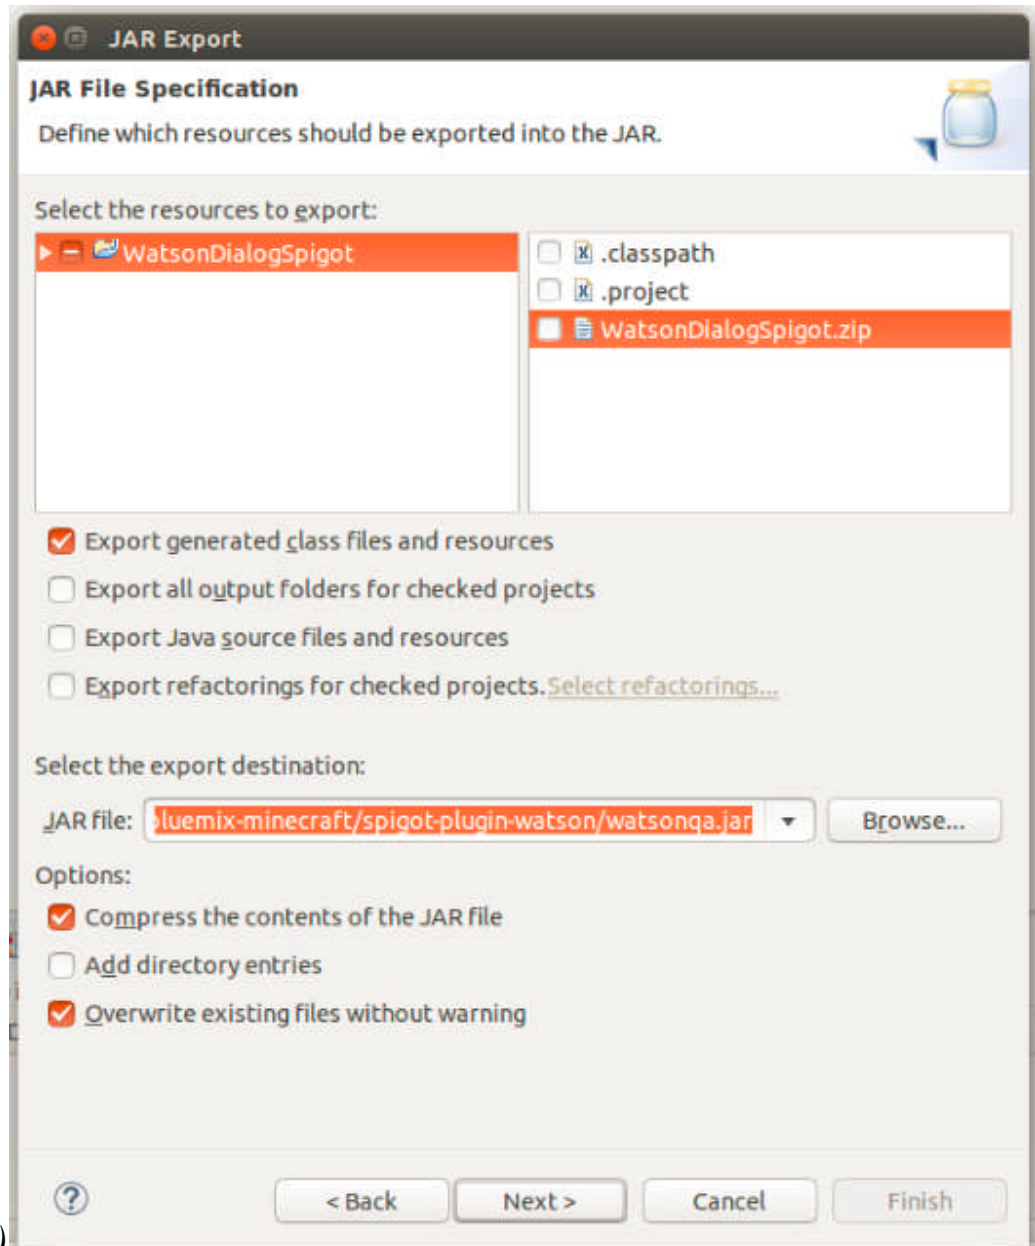 JAR Export
JAR File Specification
Define which resources should be exported into the JAR.
Select the resources to export:
WatsonDialogSpigot
.classpath
.project
WatsonDialogSpigot.zip
Export generated class files and resources
Export all output folders for checked projects
Export Java source files and resources
Export refactorings for checked projects. Select refactorings...
Select the export destination:
JAR file: bluemix-minecraft/spigot-plugin-watson/watsonqa.jar Browse...
Options:
Compress the contents of the JAR file
Add directory entries
Overwrite existing files without warning
? < Back Next > Cancel Finish
)